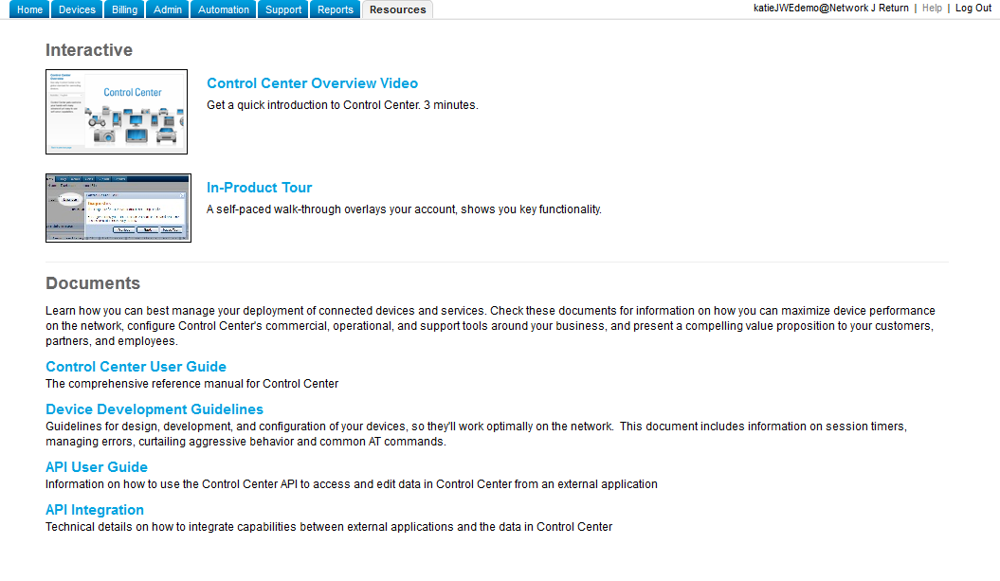 Home Devices Billing Admin Automation Support Reports Resources
katieJWEdemo@Network J Return | Help | Log Out
Interactive
Control Center
Control Center Overview Video
Get a quick introduction to Control Center. 3 minutes.
In-Product Tour
A self-paced walk-through overlays your account, shows you key functionality.
Documents
Learn how you can best manage your deployment of connected devices and services. Check these documents for information on how you can maximize device performance
on the network, configure Control Center's commercial, operational, and support tools around your business, and present a compelling value proposition to your customers,
partners, and employees.
Control Center User Guide
The comprehensive reference manual for Control Center
Device Development Guidelines
Guidelines for design, development, and configuration of your devices, so they'll work optimally on the network. This document includes information on session timers,
managing errors, curtailing aggressive behavior and common AT commands.
API User Guide
Information on how to use the Control Center API to access and edit data in Control Center from an external application
API Integration
Technical details on how to integrate capabilities between external applications and the data in Control Center